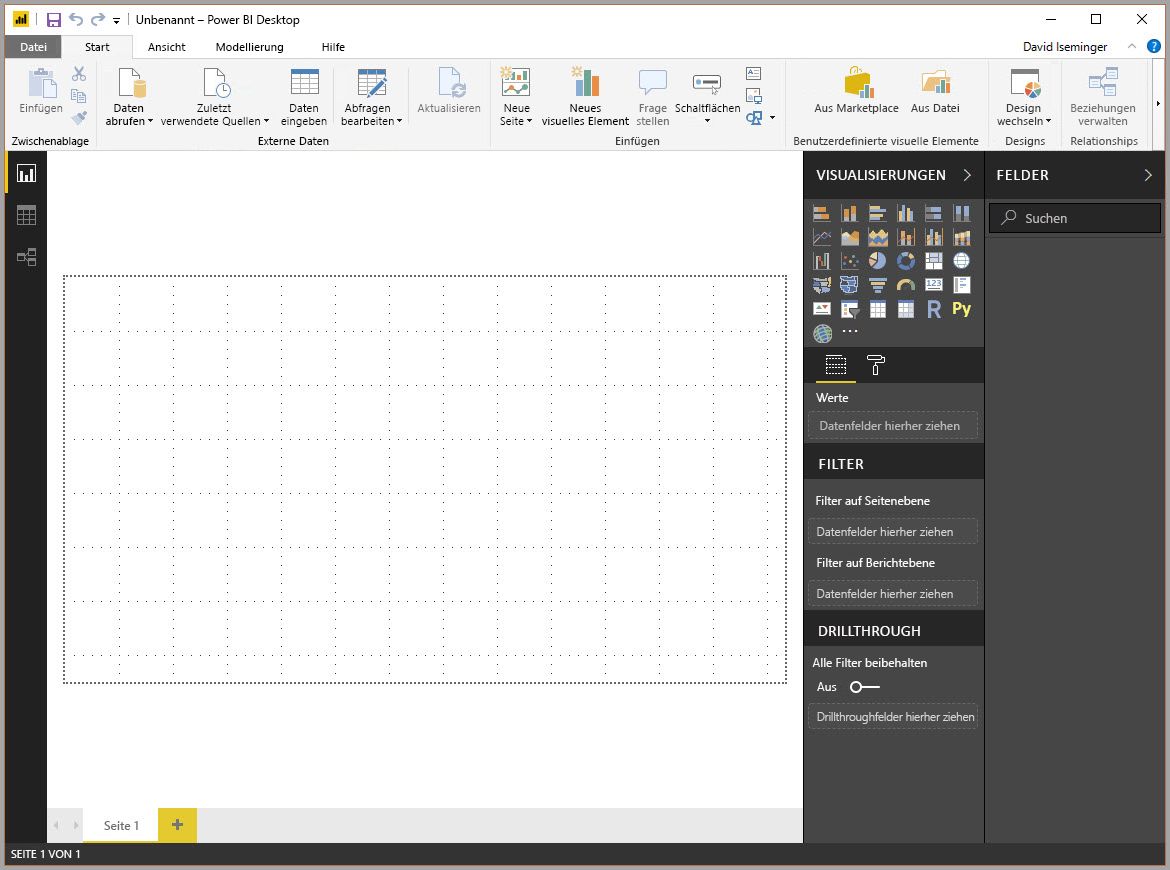 Unbenannt – Power BI Desktop
Datei Start Ansicht Modellierung Hilfe David Iseminger ?
Einfügen
Daten abrufen
Zuletzt verwendete Quellen
Daten eingeben
Abfragen bearbeiten
Aktualisieren
Neue Seite
Neues visuelles Element
Frage stellen
Schaltflächen
Aus Marketplace
Aus Datei
Design wechseln
Beziehungen verwalten
Zwischenablage Externe Daten Einfügen Benutzerdefinierte visuelle Elemente Designs Relationships
VISUALISIERUNGEN
FELDER
Suchen
123
R Py
Werte
Datenfelder hierher ziehen
FILTER
Filter auf Seitenebene
Datenfelder hierher ziehen
Filter auf Berichtebene
Datenfelder hierher ziehen
DRILLTHROUGH
Alle Filter beibehalten
Aus
Drillthroughfelder hierher ziehen
Seite 1
SEITE 1 VON 1